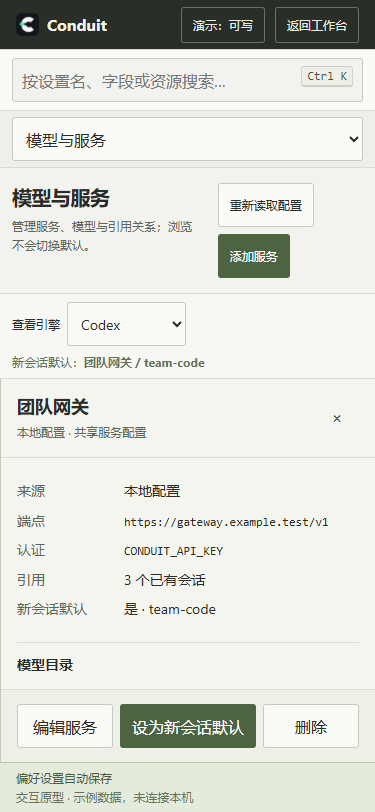 Conduit
演示：可写
返回工作台
按设置名、字段或资源搜索...
Ctrl K
模型与服务
模型与服务
管理服务、模型与引用关系；浏览
不会切换默认。
重新读取配置
添加服务
查看引擎
Codex
新会话默认：团队网关 / team-code
团队网关
本地配置 · 共享服务配置
×
来源 本地配置
端点 https://gateway.example.test/v1
认证 CONDUIT_API_KEY
引用 3 个已有会话
新会话默认 是 · team-code
模型目录
编辑服务
设为新会话默认
删除
偏好设置自动保存
交互原型 · 示例数据，未连接本机